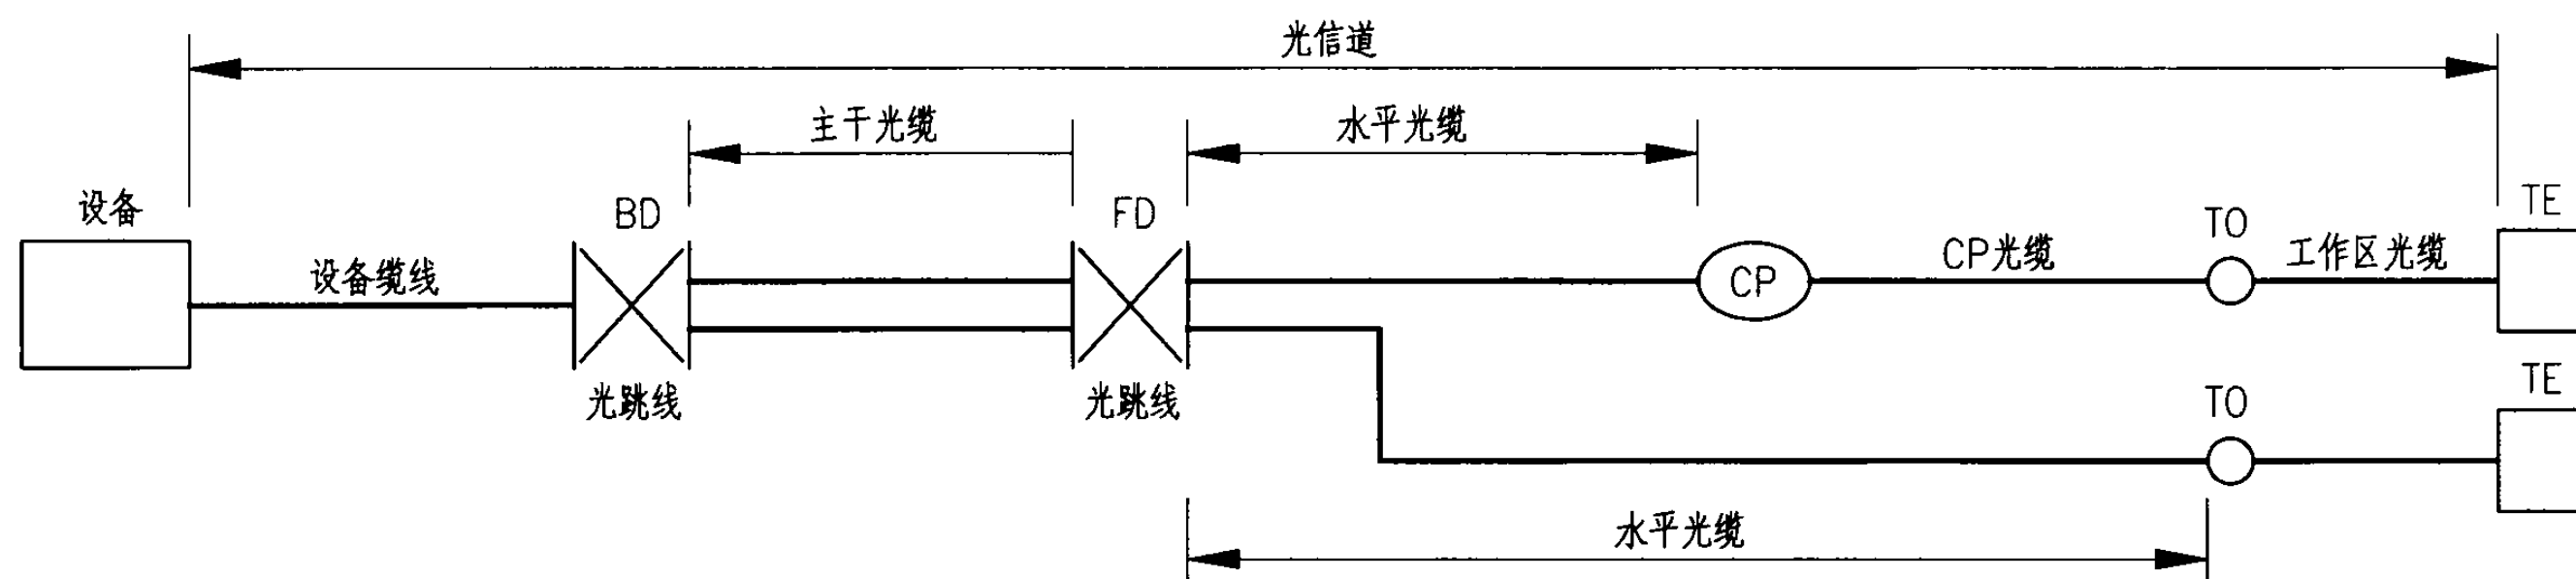 光信道
主干光缆
水平光缆
设备
BD
FD
TO
TE
设备缆线
CP
CP光缆
工作区光缆
光跳线
光跳线
TO
TE
水平光缆